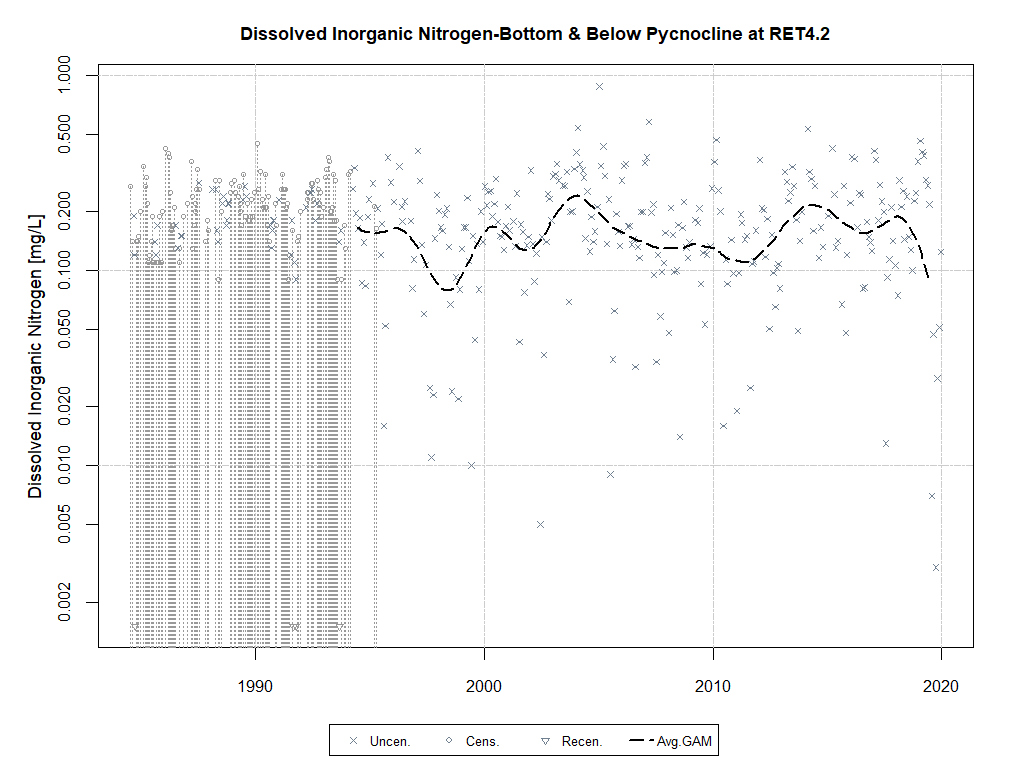 Dissolved Inorganic Nitrogen-Bottom & Below Pycnocline at RET4.2
Dissolved Inorganic Nitrogen [mg/L]
1.000
0.500
0.200
0.100
0.050
0.020
0.010
0.005
0.002
1990 2000 2010 2020
Uncen. Cens. Recen. Avg.GAM